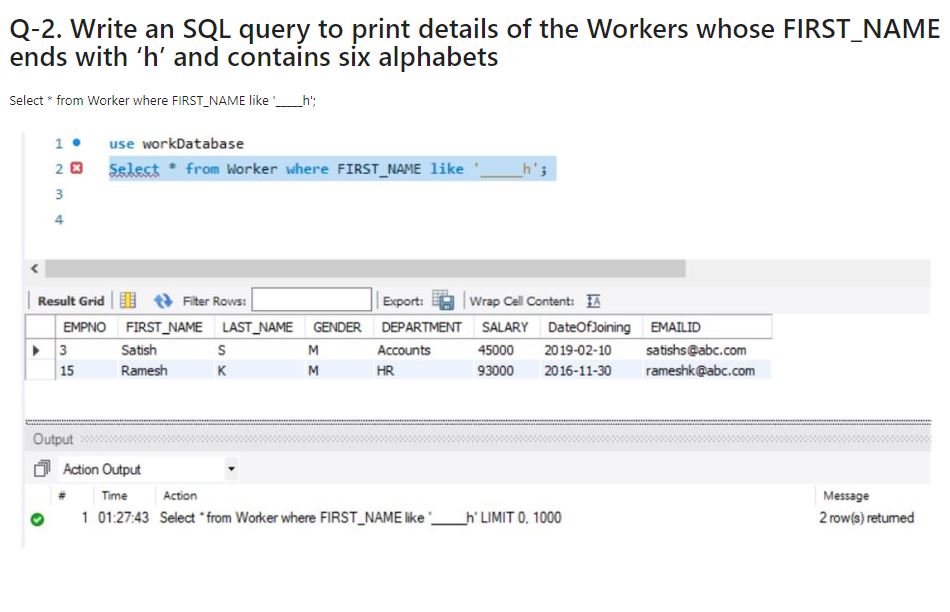 Q-2. Write an SQL query to print details of the Workers whose FIRST_NAME
ends with ‘h’ and contains six alphabets
Select * from Worker where FIRST_NAME like '_____h';
1 use workDatabase
2 Select * from Worker where FIRST_NAME like '_____h';
3
4
Result Grid Filter Rows: Export: Wrap Cell Content:
EMPNO FIRST_NAME LAST_NAME GENDER DEPARTMENT SALARY DateOfJoining EMAILID
3 Satish S M Accounts 45000 2019-02-10 satishs@abc.com
15 Ramesh K M HR 93000 2016-11-30 rameshk@abc.com
Output
Action Output
# Time Action Message
1 01:27:43 Select * from Worker where FIRST_NAME like '_____h' LIMIT 0, 1000 2 row(s) returned